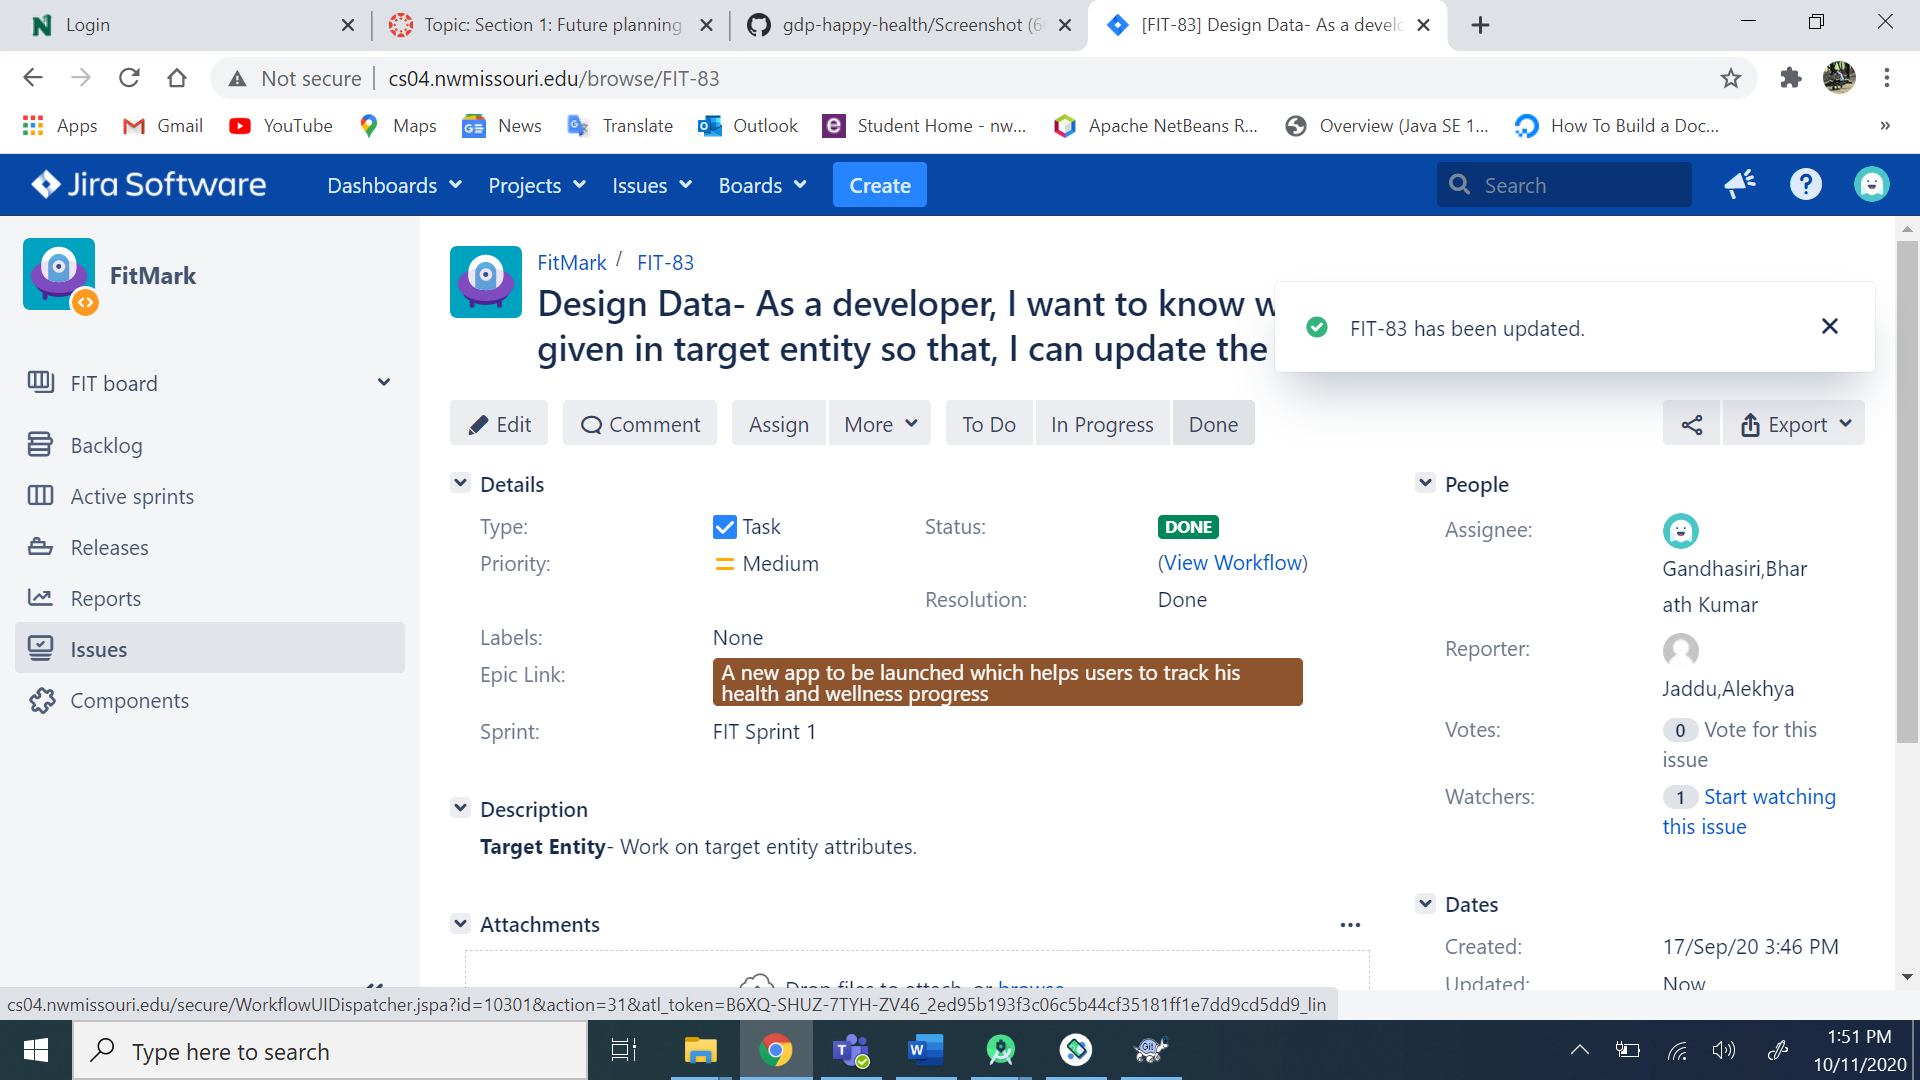 Login
Topic: Section 1: Future planning
gdp-happy-health/Screenshot (6
[FIT-83] Design Data- As a develo
Not secure
cs04.nwmissouri.edu/browse/FIT-83
Apps
Gmail
YouTube
Maps
News
Translate
Outlook
Student Home - nw...
Apache NetBeans R...
Overview (Java SE 1...
How To Build a Doc...
»
Jira Software
Dashboards
Projects
Issues
Boards
Create
Search
FitMark
FIT board
Backlog
Active sprints
Releases
Reports
Issues
Components
FitMark / FIT-83
Design Data- As a developer, I want to know w
given in target entity so that, I can update the
FIT-83 has been updated.
Edit
Comment
Assign
More
To Do
In Progress
Done
Export
Details
Type: Task
Status: DONE
(View Workflow)
Priority: Medium
Resolution: Done
Labels: None
Epic Link: A new app to be launched which helps users to track his
health and wellness progress
Sprint: FIT Sprint 1
Description
Target Entity- Work on target entity attributes.
Attachments
Drop files to attach, or browse.
People
Assignee:
Gandhasiri,Bhar
ath Kumar
Reporter:
Jaddu,Alekhya
Votes: 0 Vote for this
issue
Watchers: 1 Start watching
this issue
Dates
Created: 17/Sep/20 3:46 PM
Updated: Now
cs04.nwmissouri.edu/secure/WorkflowUIDispatcher.jspa?id=10301&action=31&atl_token=B6XQ-SHUZ-7TYH-ZV46_2ed95b193f3c06c5b44cf35181ff1e7dd9cd5dd9_lin
Type here to search
1:51 PM
10/11/2020